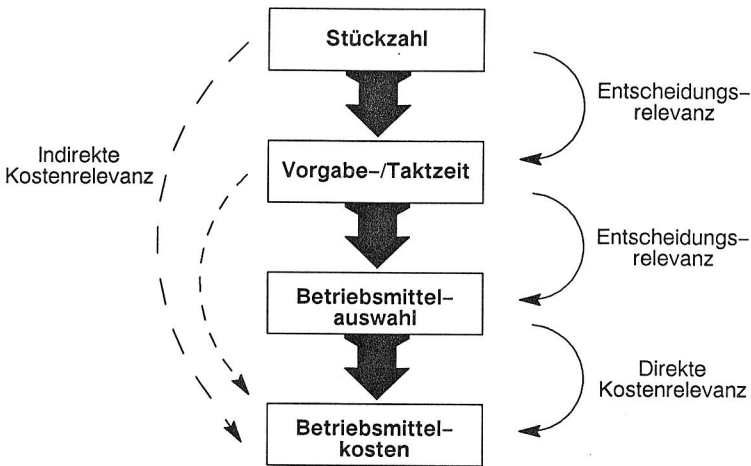 Stückzahl
Entscheidungs–
relevanz
Indirekte
Kostenrelevanz
Vorgabe–/Taktzeit
Entscheidungs–
relevanz
Betriebsmittel–
auswahl
Direkte
Kostenrelevanz
Betriebsmittel–
kosten